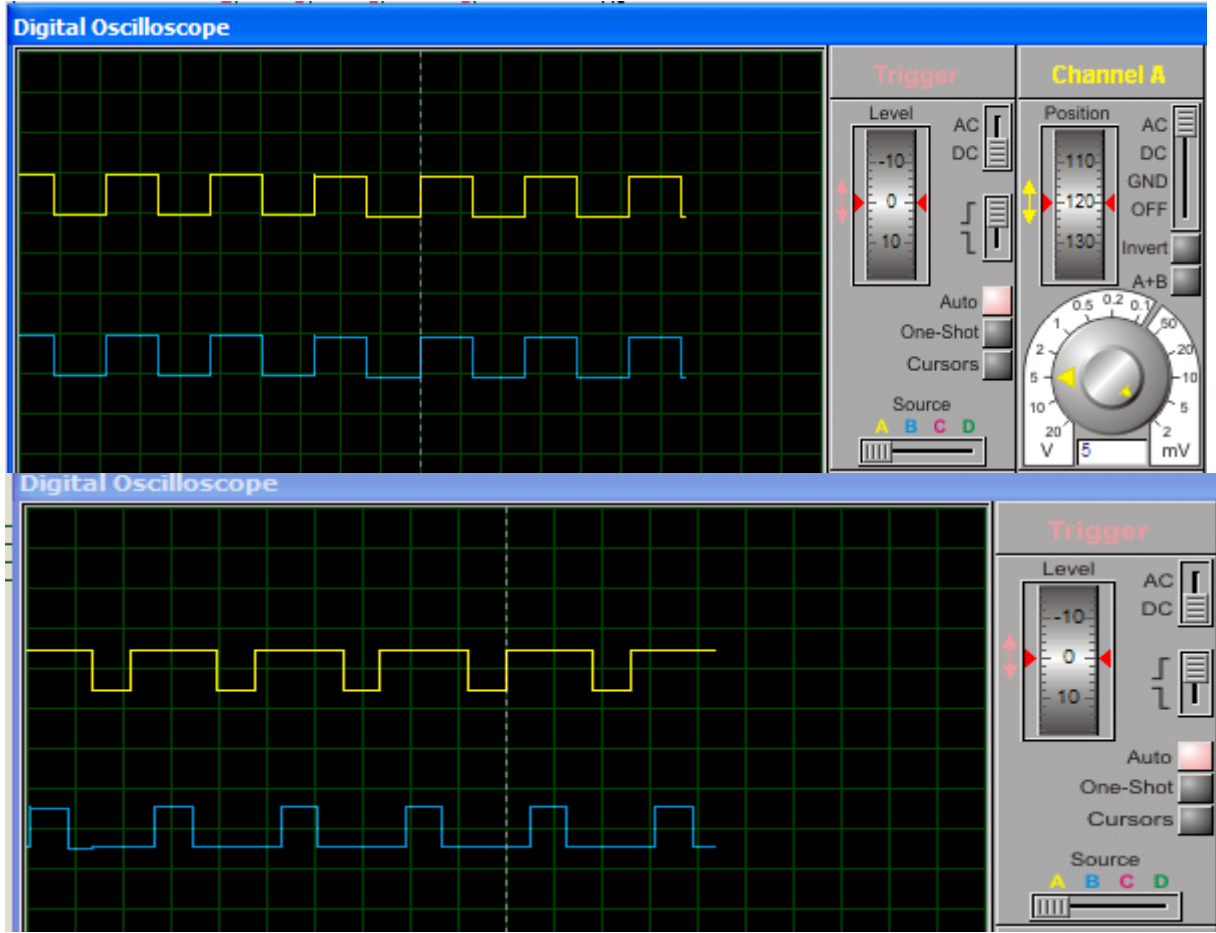 Digital Oscilloscope
Trigger
Channel A
Level
AC
DC
-10
0
10
Auto
One-Shot
Cursors
Source
A B C D
Position
AC
DC
GND
OFF
-110
-120
-130
Invert
A+B
0.5 0.2 0.1
1
50
2
20
5
10
10
5
20
2
V
5
mV
Digital Oscilloscope
Trigger
Level
AC
DC
-10
0
10
Auto
One-Shot
Cursors
Source
A B C D